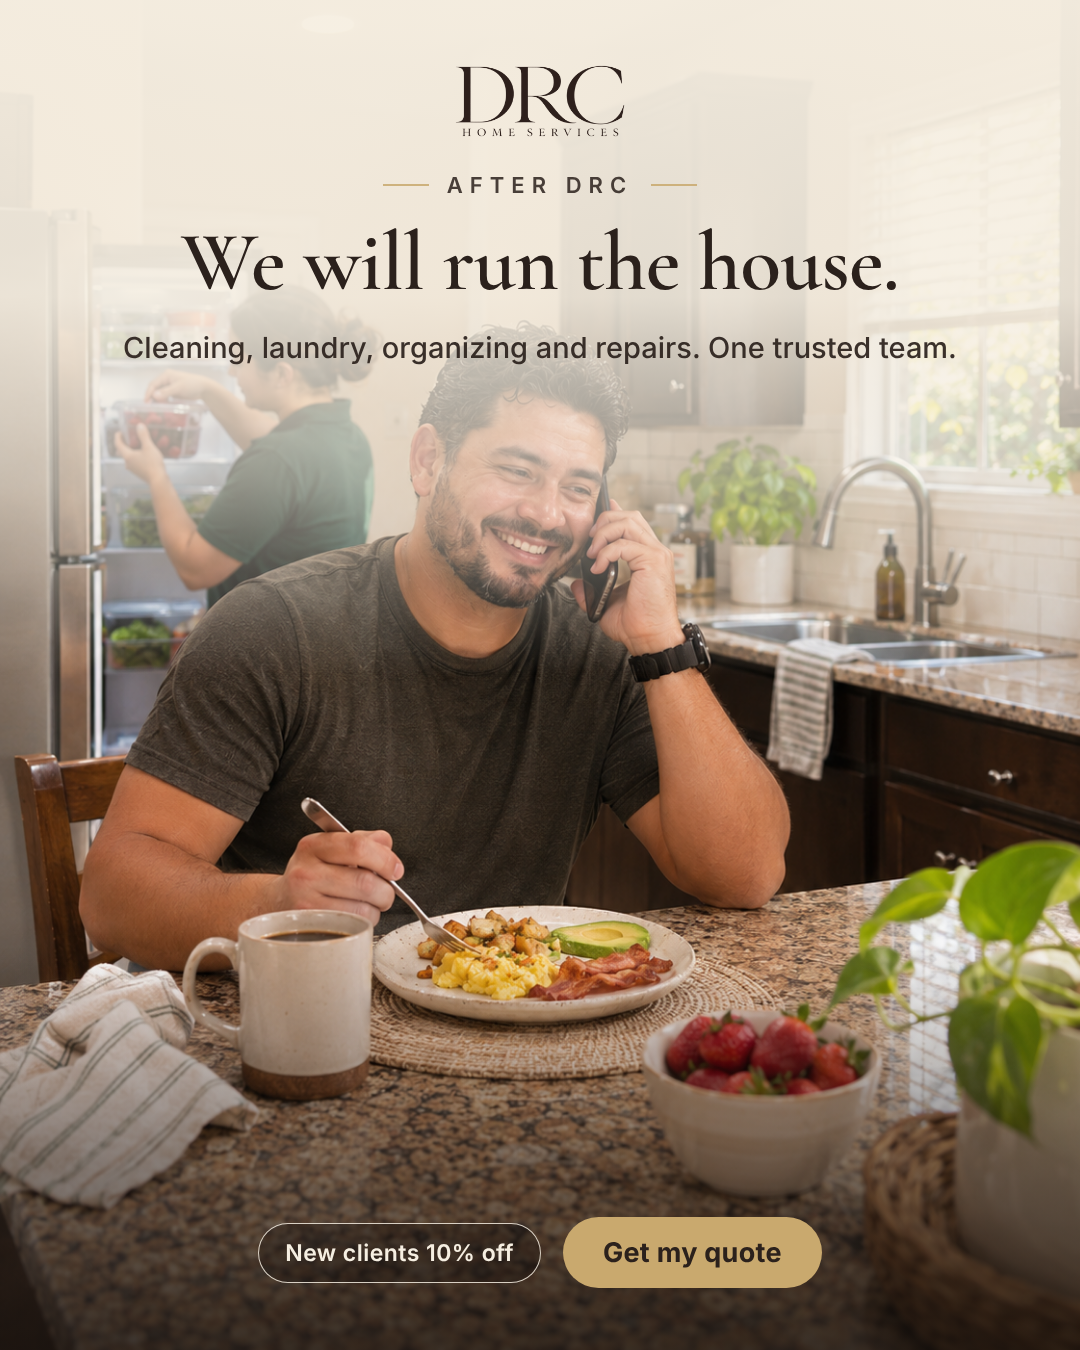 DRC
HOME SERVICES
AFTER DRC
We will run the house.
Cleaning, laundry, organizing and repairs. One trusted team.
New clients 10% off
Get my quote